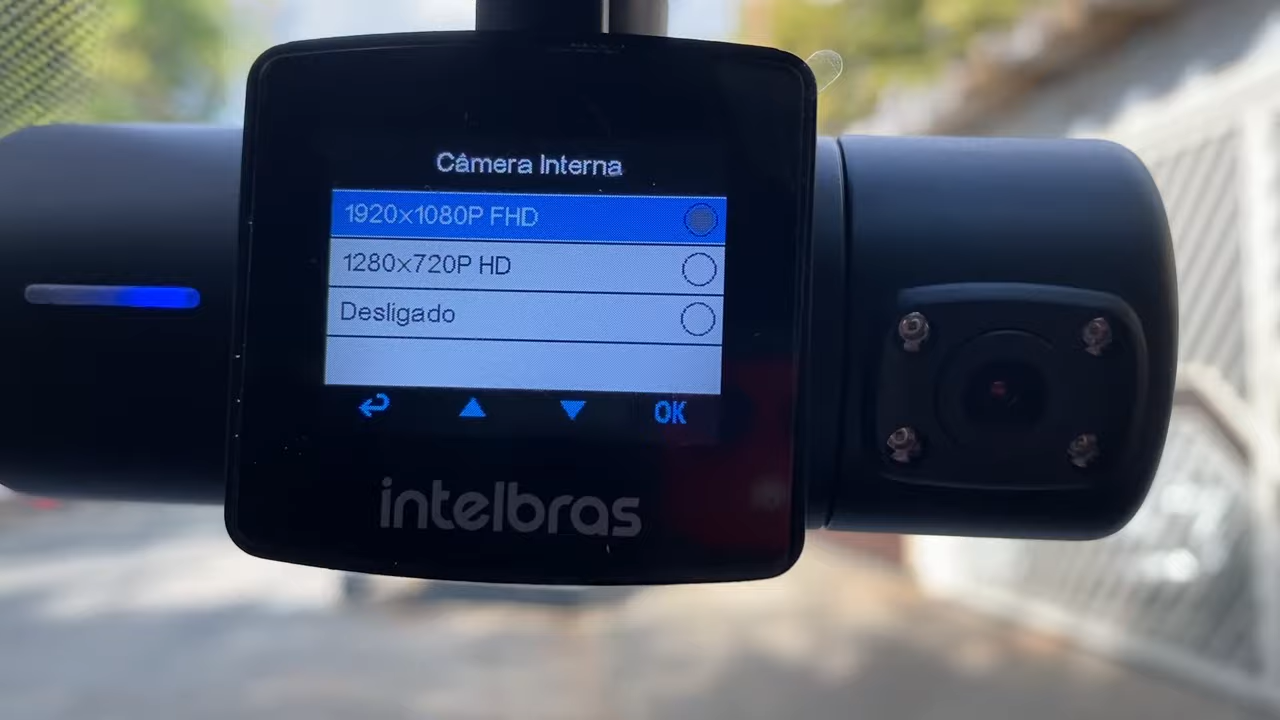 Câmera Interna
1920x1080P FHD
1280x720P HD
Desligado
OK
intelbras